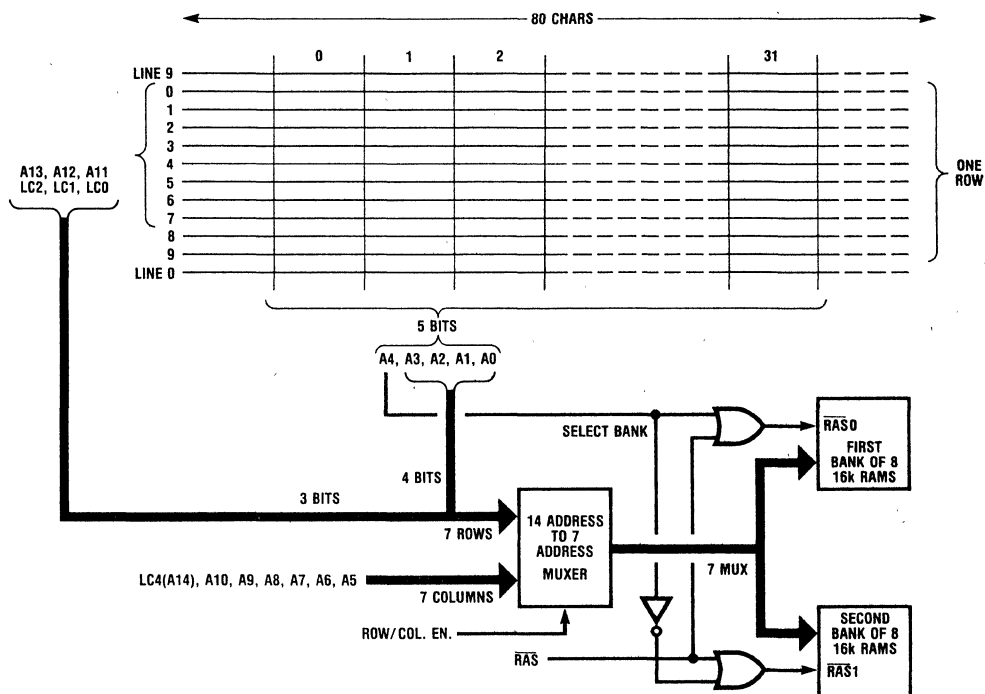 80 CHARS
0 1 2 31
LINE 9
0
1
2
3
4
5
6
7
8
9
LINE 0
A13, A12, A11
LC2, LC1, LC0
ONE
ROW
5 BITS
A4, A3, A2, A1, A0
SELECT BANK
RAS0
FIRST
BANK OF 8
16k RAMS
4 BITS
3 BITS
7 ROWS
14 ADDRESS
TO 7
ADDRESS
MUXER
7 MUX
LC4(A14), A10, A9, A8, A7, A6, A5
7 COLUMNS
ROW/COL. EN.
RAS
SECOND
BANK OF 8
16k RAMS
RAS1